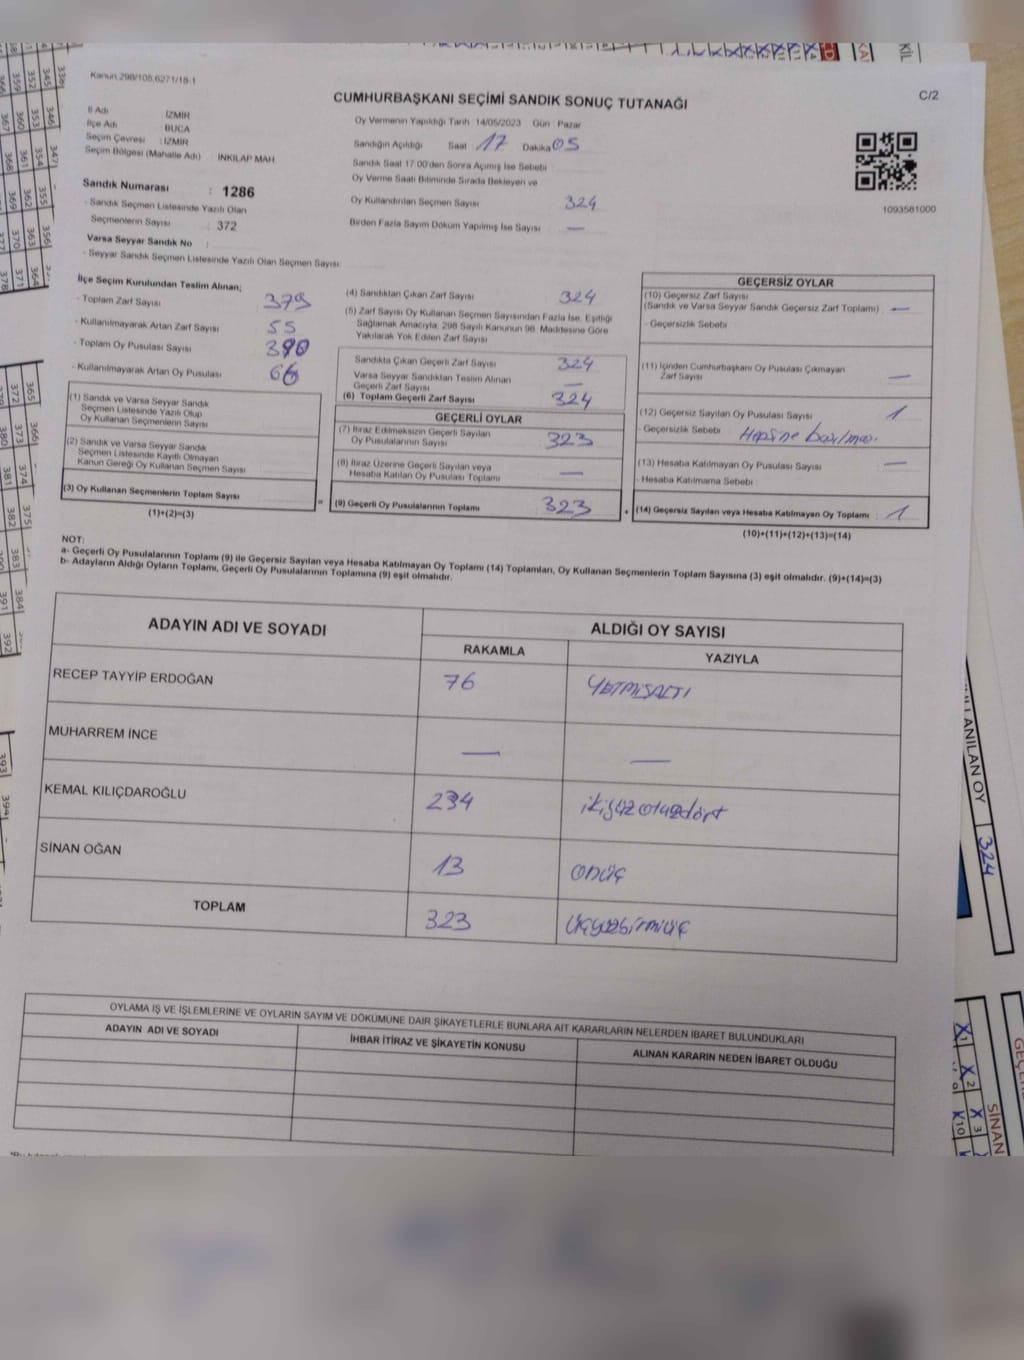 Kanun.298/105,6271/18-1
CUMHURBAŞKANI SEÇİMİ SANDIK SONUÇ TUTANAĞI
C/2
İl Adı İZMİR
İlçe Adı BUCA
Seçim Çevresi : İZMİR
Seçim Bölgesi (Mahalle Adı) İNKILAP MAH.
Sandık Numarası : 1286
- Sandık Seçmen Listesinde Yazılı Olan
Seçmenlerin Sayısı : 372
Varsa Seyyar Sandık No :
- Seyyar Sandık Seçmen Listesinde Yazılı Olan Seçmen Sayısı:
Oy Vermenin Yapıldığı Tarih 14/05/2023 Gün : Pazar
Sandığın Açıldığı Saat 17 Dakika 05
Sandık Saat 17:00'den Sonra Açılmış İse Sebebi
Oy Verme Saati Bitiminde Sırada Bekleyen ve
Oy Kullandırılan Seçmen Sayısı 324
Birden Fazla Sayım Döküm Yapılmış İse Sayısı —
1093581000
İlçe Seçim Kurulundan Teslim Alınan;
- Toplam Zarf Sayısı 379
- Kullanılmayarak Artan Zarf Sayısı 55
- Toplam Oy Pusulası Sayısı 390
- Kullanılmayarak Artan Oy Pusulası 66
(1) Sandık ve Varsa Seyyar Sandık
Seçmen Listesinde Yazılı Olup
Oy Kullanan Seçmenlerin Sayısı
(2) Sandık ve Varsa Seyyar Sandık
Seçmen Listesinde Kayıtlı Olmayan
Kanun Gereği Oy Kullanan Seçmen Sayısı
(3) Oy Kullanan Seçmenlerin Toplam Sayısı
(1)+(2)=(3)
(4) Sandıktan Çıkan Zarf Sayısı 324
(5) Zarf Sayısı Oy Kullanan Seçmen Sayısından Fazla İse, Eşitliği
Sağlamak Amacıyla, 298 Sayılı Kanunun 98. Maddesine Göre
Yakılarak Yok Edilen Zarf Sayısı
Sandıkta Çıkan Geçerli Zarf Sayısı 324
Varsa Seyyar Sandıktan Teslim Alınan
Geçerli Zarf Sayısı —
(6) Toplam Geçerli Zarf Sayısı 324
GEÇERLİ OYLAR
(7) İtiraz Edilmeksizin Geçerli Sayılan
Oy Pusulalarının Sayısı 323
(8) İtiraz Üzerine Geçerli Sayılan veya
Hesaba Katılan Oy Pusulası Toplamı —
= (9) Geçerli Oy Pusulalarının Toplamı 323
GEÇERSİZ OYLAR
(10) Geçersiz Zarf Sayısı
(Sandık ve Varsa Seyyar Sandık Geçersiz Zarf Toplamı) —
- Geçersizlik Sebebi
(11) İçinden Cumhurbaşkanı Oy Pusulası Çıkmayan
Zarf Sayısı —
(12) Geçersiz Sayılan Oy Pusulası Sayısı 1
- Geçersizlik Sebebi Hepsine
(13) Hesaba Katılmayan Oy Pusulası Sayısı —
- Hesaba Katılmama Sebebi
+ (14) Geçersiz Sayılan veya Hesaba Katılmayan Oy Toplamı 1
(10)+(11)+(12)+(13)=(14)
NOT:
a- Geçerli Oy Pusulalarının Toplamı (9) ile Geçersiz Sayılan veya Hesaba Katılmayan Oy Toplamı (14) Toplamları, Oy Kullanan Seçmenlerin Toplam Sayısına (3) eşit olmalıdır. (9)+(14)=(3)
b- Adayların Aldığı Oyların Toplamı, Geçerli Oy Pusulalarının Toplamına (9) eşit olmalıdır.
ADAYIN ADI VE SOYADI
ALDIĞI OY SAYISI
RAKAMLA
YAZIYLA
RECEP TAYYİP ERDOĞAN 76 YETMİŞALTI
MUHARREM İNCE — —
KEMAL KILIÇDAROĞLU 234 ikiyüzotuzdört
SİNAN OĞAN 13 onüç
TOPLAM 323 üçyüzyirmiüç
OYLAMA İŞ VE İŞLEMLERİNE VE OYLARIN SAYIM VE DÖKÜMÜNE DAİR ŞİKAYETLERLE BUNLARA AİT KARARLARIN NELERDEN İBARET BULUNDUKLARI
ADAYIN ADI VE SOYADI
İHBAR İTİRAZ VE ŞİKAYETİN KONUSU
ALINAN KARARIN NEDEN İBARET OLDUĞU
324
SİNAN